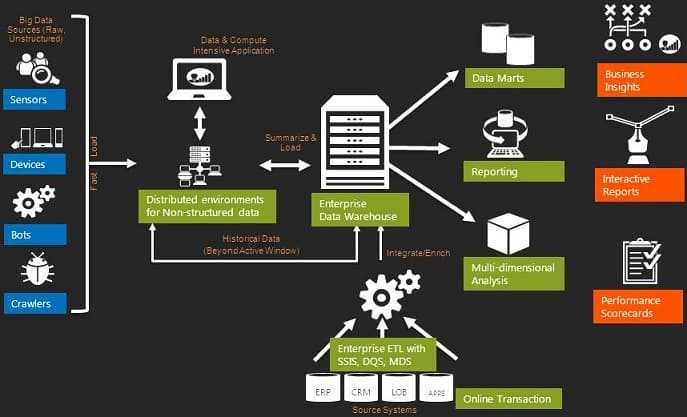 Big Data
Sources (Raw,
Unstructured)
Sensors
Devices
Bots
Crawlers
Fast Load
Data & Compute
Intensive Application
Distributed environments
for Non-structured data
Summarize &
Load
Enterprise
Data Warehouse
Historical Data
(Beyond Active Window)
Integrate/Enrich
Enterprise ETL with
SSIS, DQS, MDS
ERP
CRM
LOB
APPS
Source Systems
Online Transaction
Data Marts
Reporting
Multi-dimensional
Analysis
Business
Insights
Interactive
Reports
Performance
Scorecards